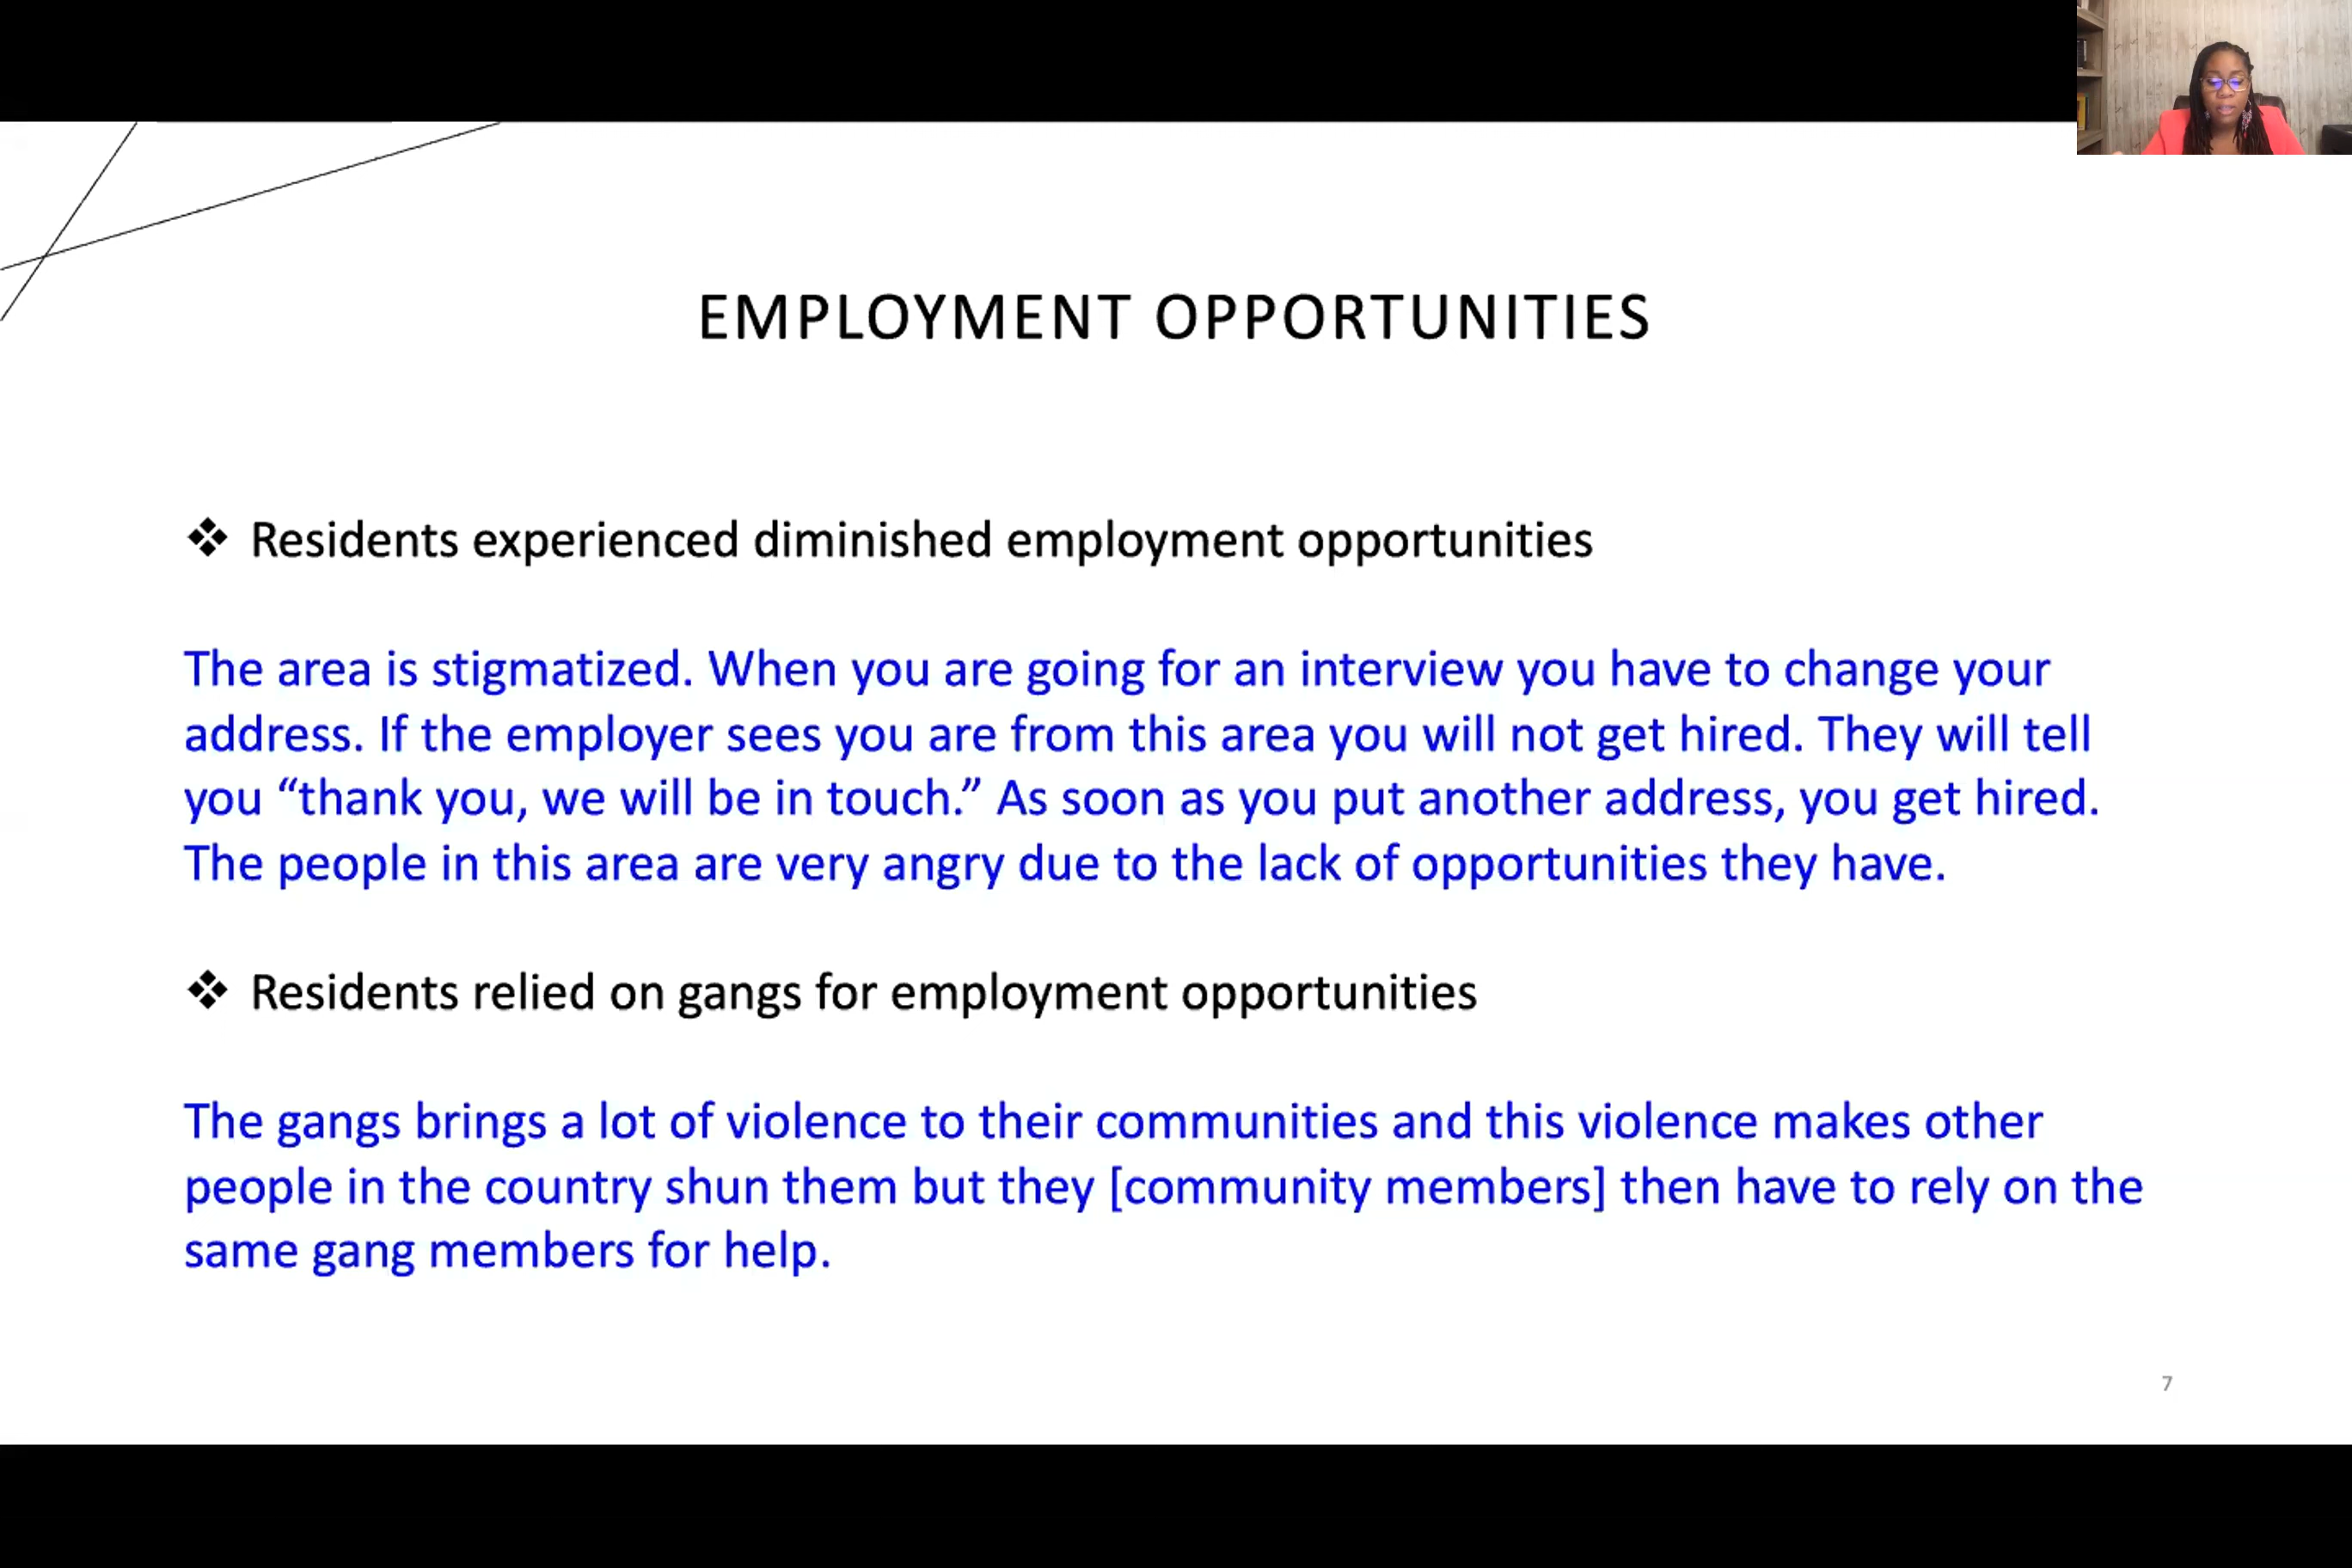 EMPLOYMENT OPPORTUNITIES
❖ Residents experienced diminished employment opportunities
The area is stigmatized. When you are going for an interview you have to change your
address. If the employer sees you are from this area you will not get hired. They will tell
you “thank you, we will be in touch.” As soon as you put another address, you get hired.
The people in this area are very angry due to the lack of opportunities they have.
❖ Residents relied on gangs for employment opportunities
The gangs brings a lot of violence to their communities and this violence makes other
people in the country shun them but they [community members] then have to rely on the
same gang members for help.
7